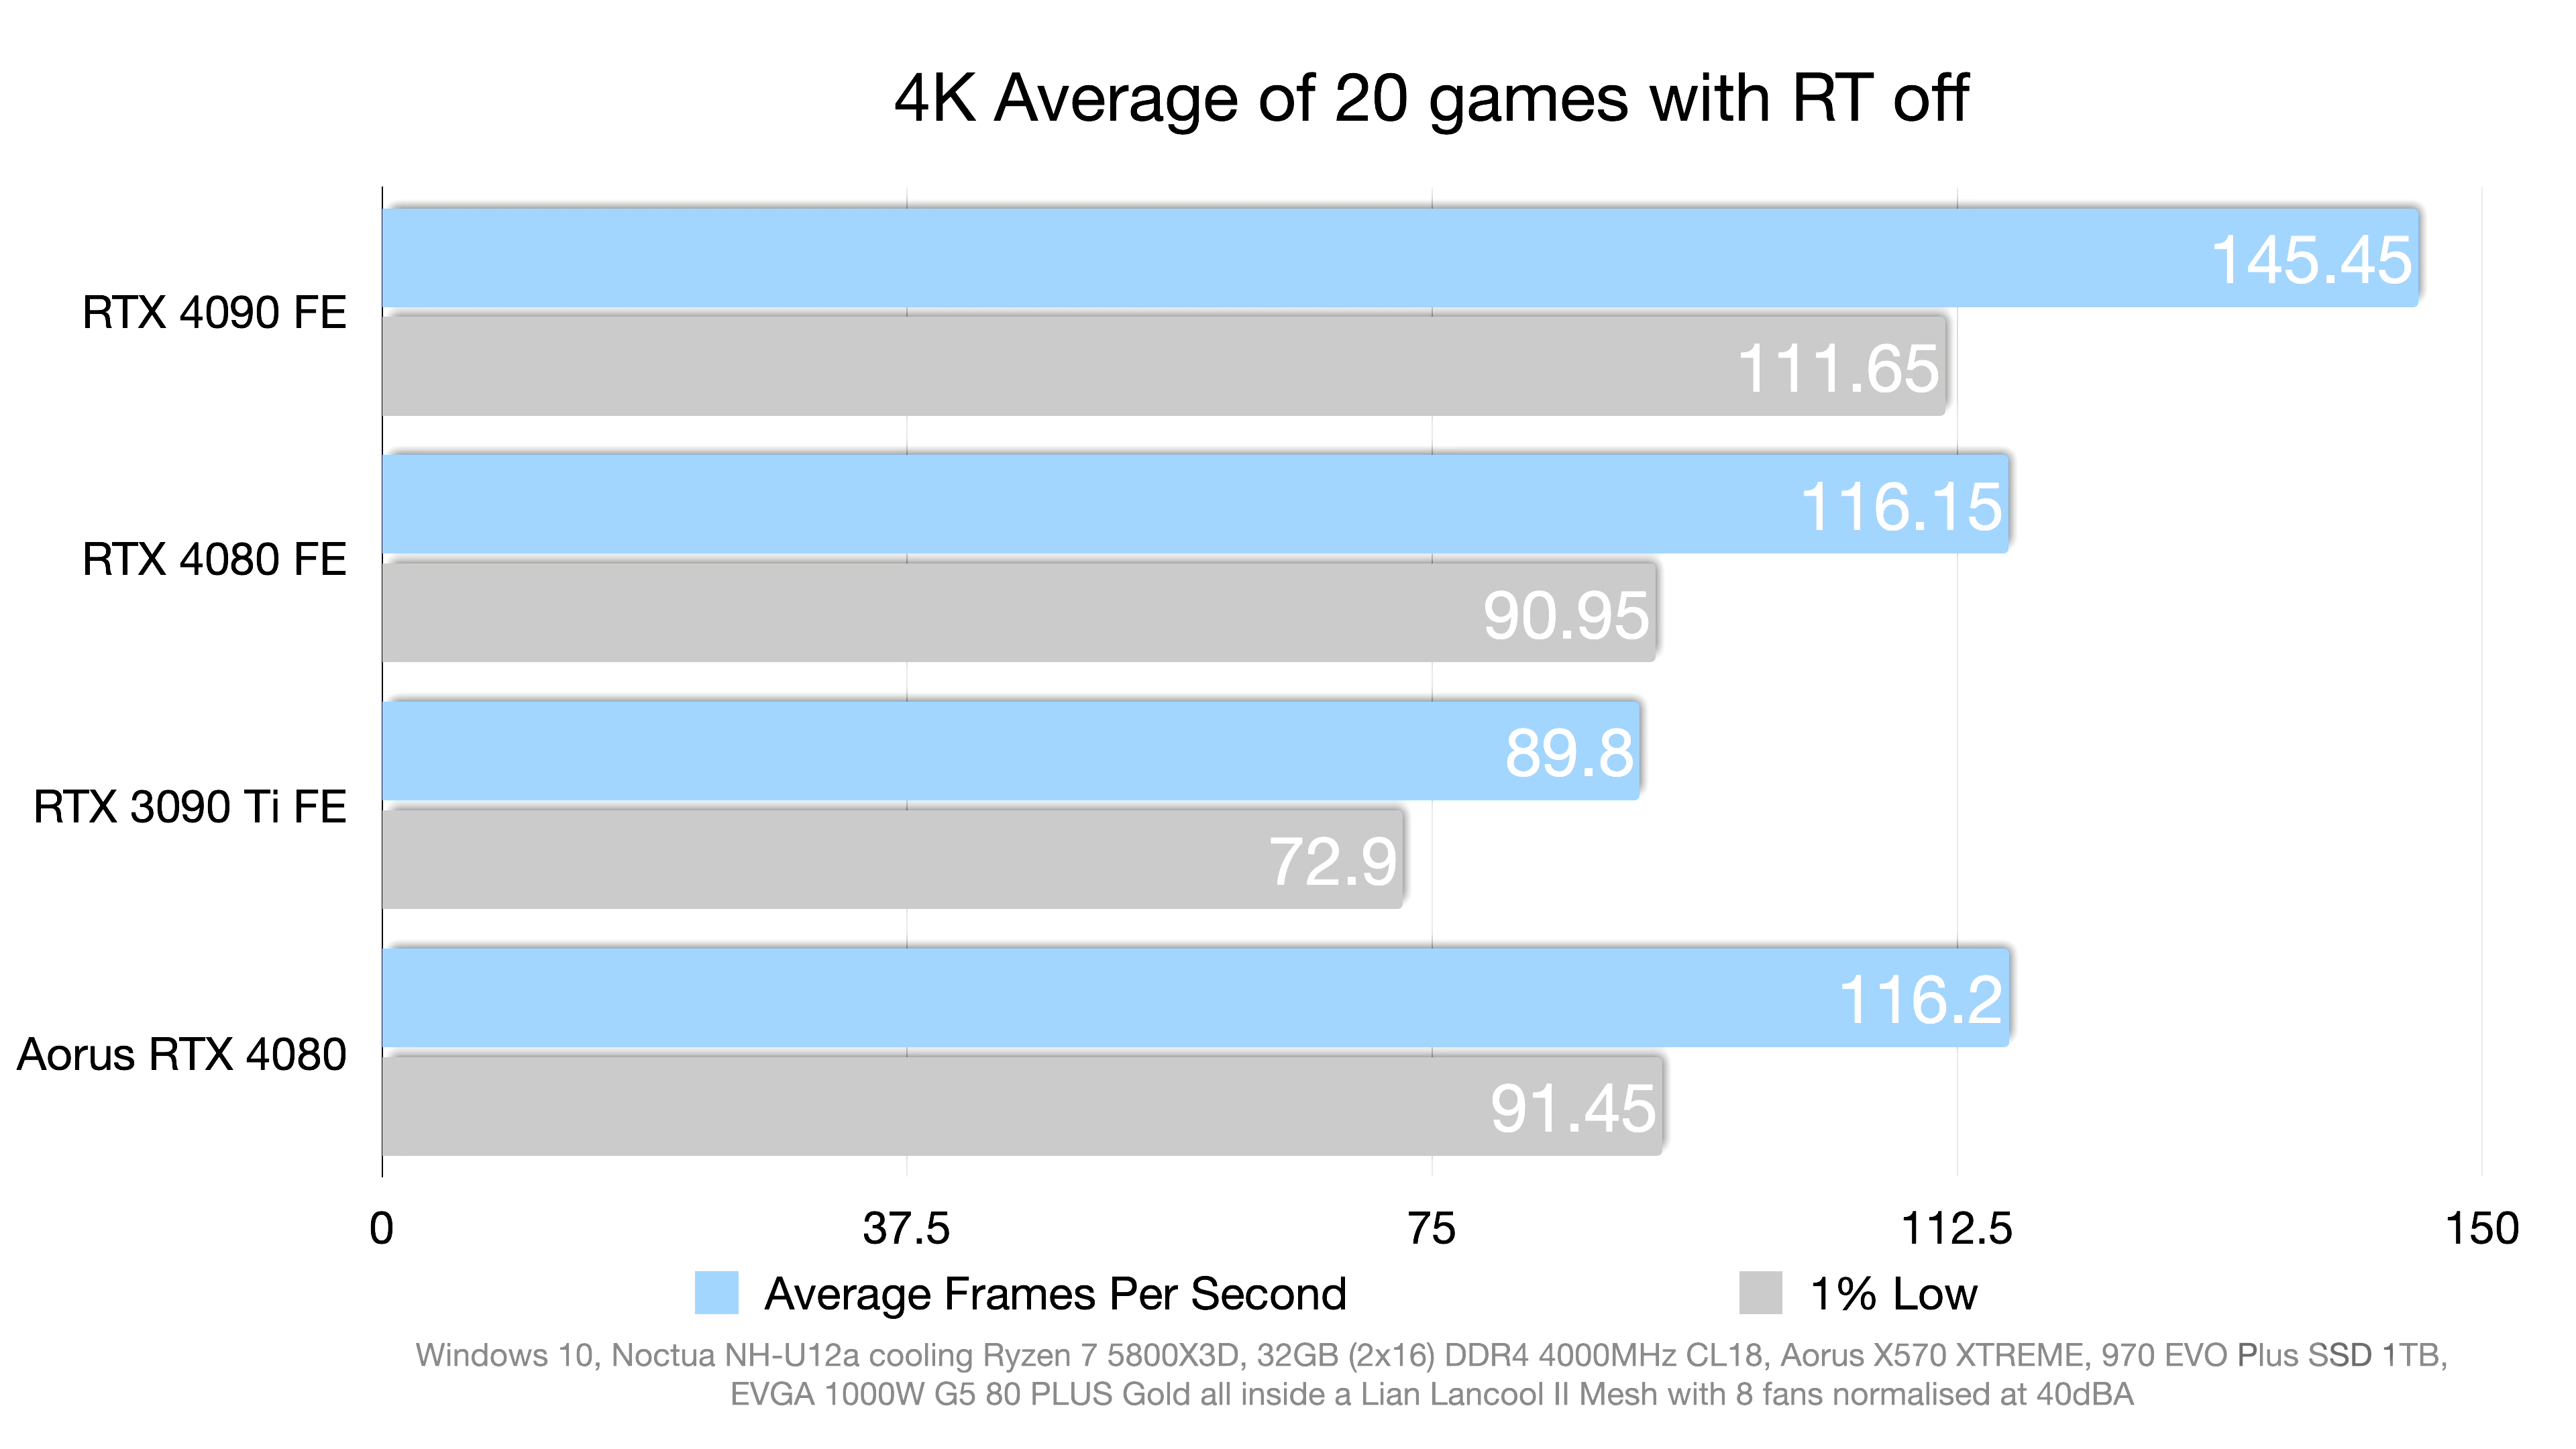 4K Average of 20 games with RT off
RTX 4090 FE
145.45
111.65
RTX 4080 FE
116.15
90.95
RTX 3090 Ti FE
89.8
72.9
Aorus RTX 4080
116.2
91.45
0 37.5 75 112.5 150
Average Frames Per Second 1% Low
Windows 10, Noctua NH-U12a cooling Ryzen 7 5800X3D, 32GB (2x16) DDR4 4000MHz CL18, Aorus X570 XTREME, 970 EVO Plus SSD 1TB,
EVGA 1000W G5 80 PLUS Gold all inside a Lian Lancool II Mesh with 8 fans normalised at 40dBA